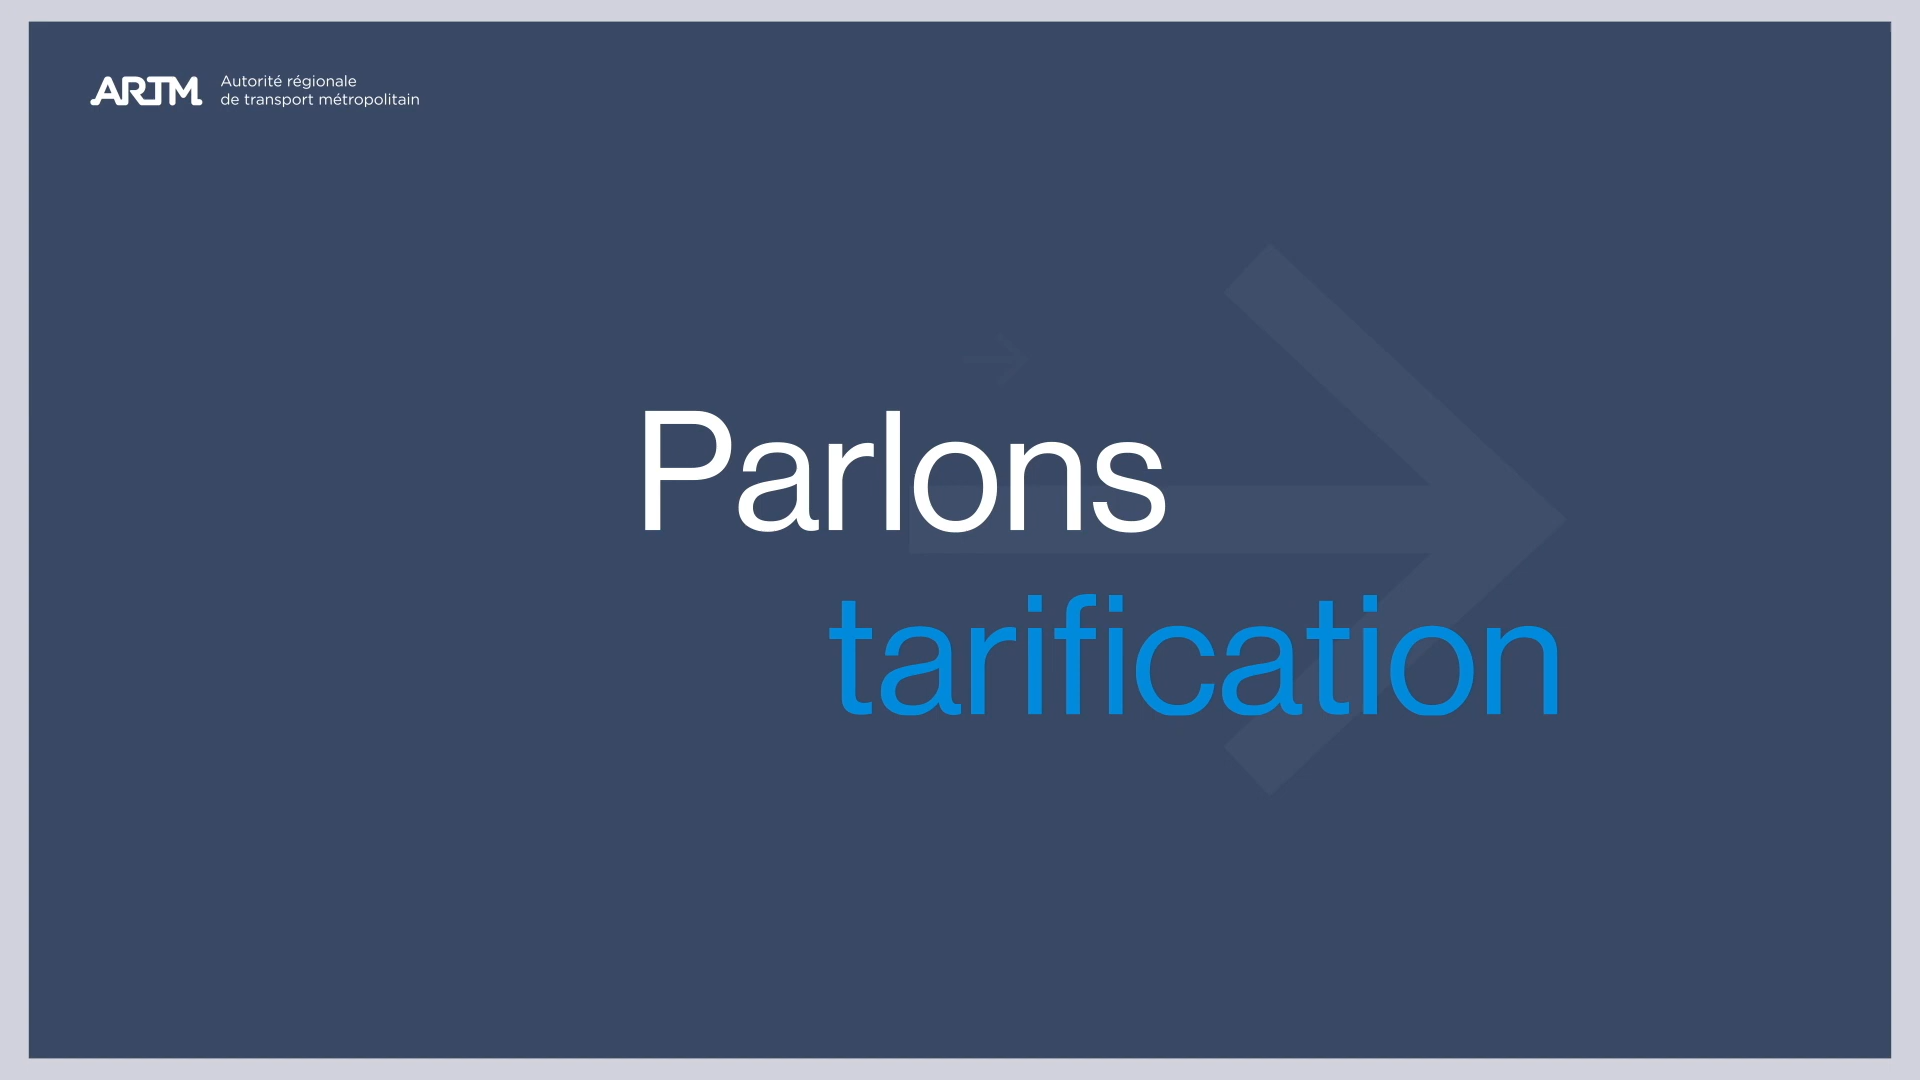 ARTM
Autorité régionale
de transport métropolitain
Parlons
tarification